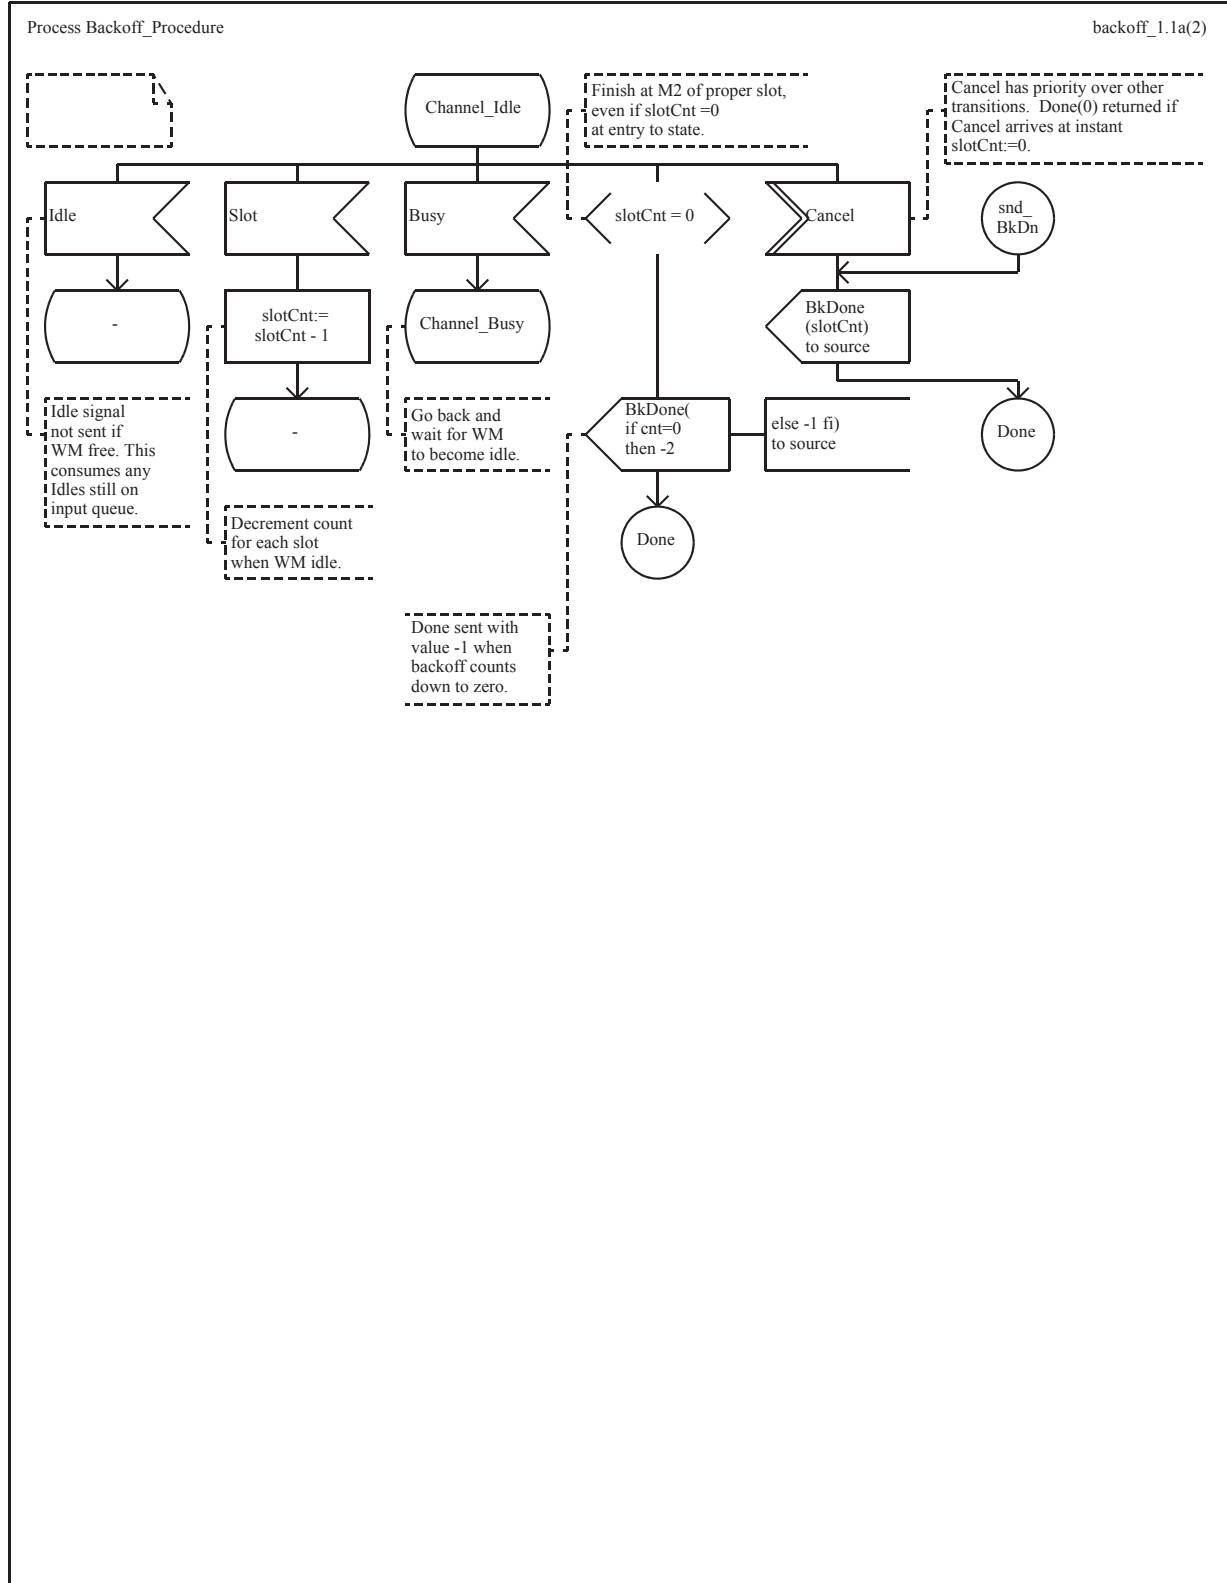 Process Backoff_Procedure
backoff_1.1a(2)
Channel_Idle
Finish at M2 of proper slot,
even if slotCnt =0
at entry to state.
Cancel has priority over other
transitions.  Done(0) returned if
Cancel arrives at instant
slotCnt:=0.
Idle
Slot
Busy
slotCnt = 0
Cancel
snd_
BkDn
-
slotCnt:=
slotCnt - 1
Channel_Busy
BkDone
(slotCnt)
to source
Idle signal
not sent if
WM free. This
consumes any
Idles still on
input queue.
-
Go back and
wait for WM
to become idle.
BkDone(
if cnt=0
then -2
else -1 fi)
to source
Done
Decrement count
for each slot
when WM idle.
Done
Done sent with
value -1 when
backoff counts
down to zero.